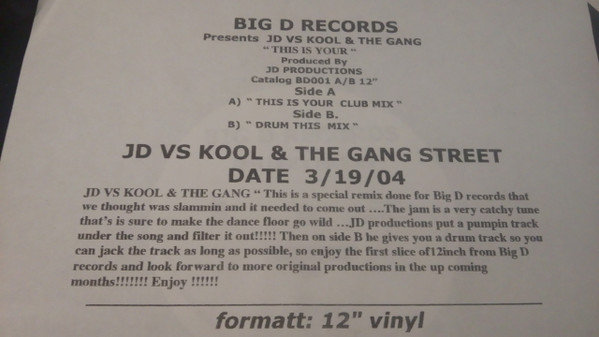 BIG D RECORDS
Presents JD VS KOOL & THE GANG
" THIS IS YOUR "
Produced By
JD PRODUCTIONS
Catalog BD001 A/B 12"
Side A
A) " THIS IS YOUR CLUB MIX "
Side B.
B) " DRUM THIS MIX "
JD VS KOOL & THE GANG STREET
DATE 3/19/04
JD VS KOOL & THE GANG " This is a special remix done for Big D records that
we thought was slammin and it needed to come out ….The jam is a very catchy tune
that's is sure to make the dance floor go wild …JD productions put a pumpin track
under the song and filter it out!!!!! Then on side B he gives you a drum track so you
can jack the track as long as possible, so enjoy the first slice of12inch from Big D
records and look forward to more original productions in the up coming
months!!!!!!! Enjoy !!!!!!
formatt: 12" vinyl